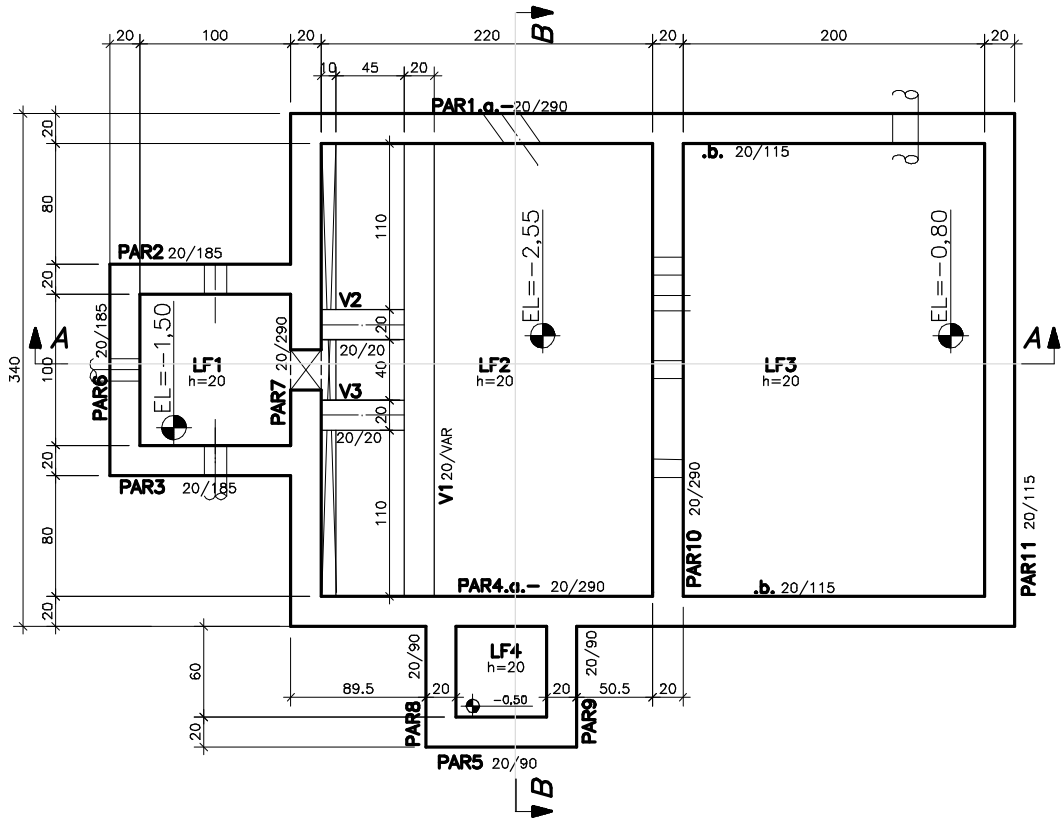 B
20 100 20 220 20 200 20
10 45 20
PAR1.a.- 20/290
.b. 20/115
20
80
20
100
20
80
20
340
PAR2 20/185
110
EL=-2,55
EL=-0,80
V2
20
20/20
A
20/185
EL=-1,50
20/290
LF1
h=20
PAR6
PAR7
40
LF2
h=20
LF3
h=20
A
V3
20
20/20
PAR3 20/185
V1 20/VAR
110
20/290
PAR10
20/115
PAR11
PAR4.a.- 20/290
.b. 20/115
60
20
20/90
LF4
h=20
20/90
89.5 20 20 50.5 20
-0,50
PAR8
PAR9
PAR5 20/90
B